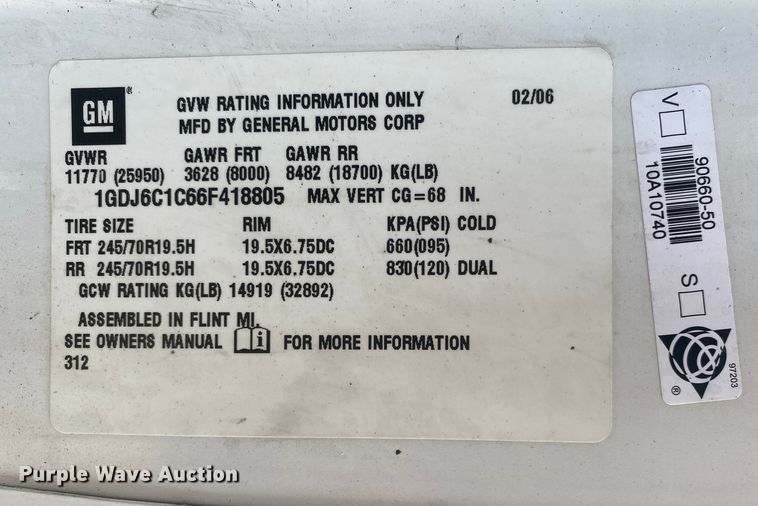 GM ®
GVW RATING INFORMATION ONLY 02/06
MFD BY GENERAL MOTORS CORP
GVWR GAWR FRT GAWR RR
11770 (25950) 3628 (8000) 8482 (18700) KG(LB)
1GDJ6C1C66F418805 MAX VERT CG=68 IN.
TIRE SIZE RIM KPA(PSI) COLD
FRT 245/70R19.5H 19.5X6.75DC 660(095)
RR 245/70R19.5H 19.5X6.75DC 830(120) DUAL
GCW RATING KG(LB) 14919 (32892)
ASSEMBLED IN FLINT MI
SEE OWNERS MANUAL i FOR MORE INFORMATION
312
V S
90660-50
10A10740
®
97203
Purple Wave Auction